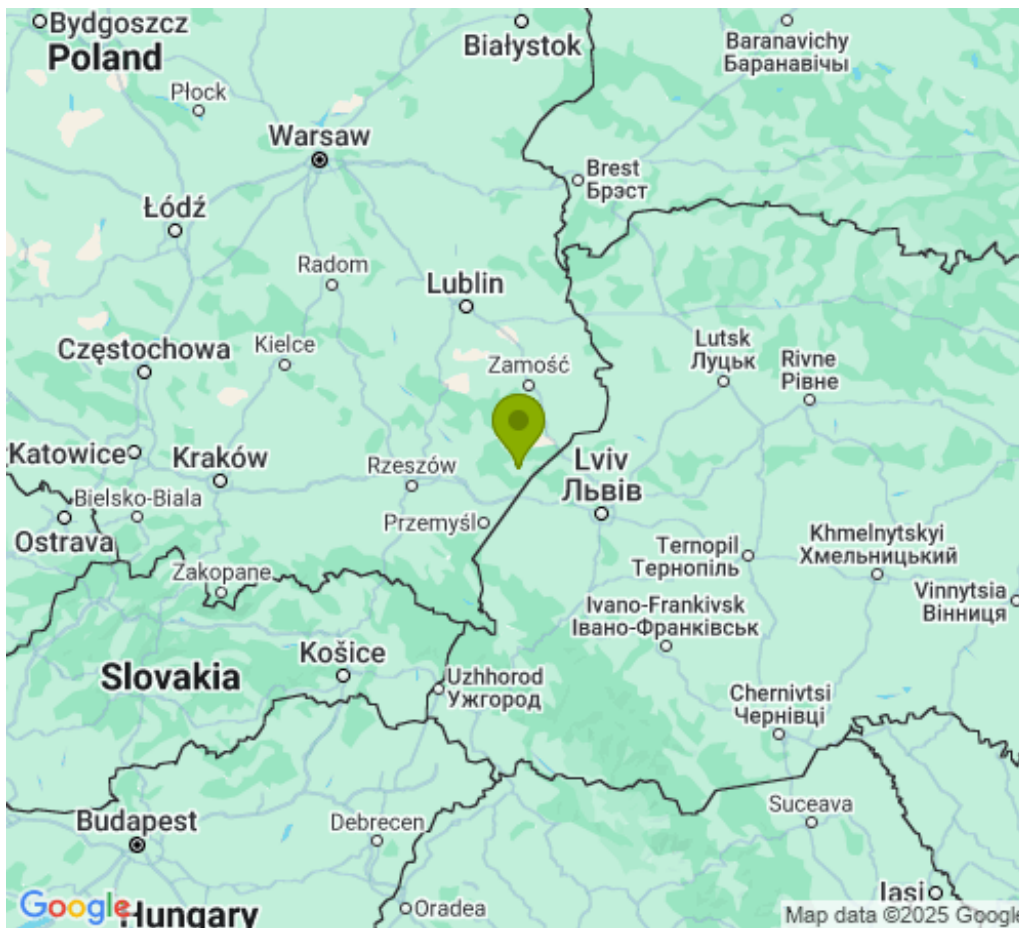 Bydgoszcz
Poland
Białystok
Baranavichy
Баранавічы
Płock
Warsaw
Brest
Брэст
Łódź
Radom
Lublin
Częstochowa
Kielce
Zamość
Lutsk
Луцьк
Rivne
Рівне
Katowice
Kraków
Rzeszów
Lviv
Львів
Bielsko-Biala
Ostrava
Przemyśl
Ternopil
Тернопіль
Khmelnytskyi
Хмельницький
Zakopane
Vinnytsia
Вінниця
Ivano-Frankivsk
Івано-Франківськ
Slovakia
Košice
Uzhhorod
Ужгород
Chernivtsi
Чернівці
Budapest
Debrecen
Suceava
Google
Hungary
Oradea
Iasi
Map data ©2025 Google